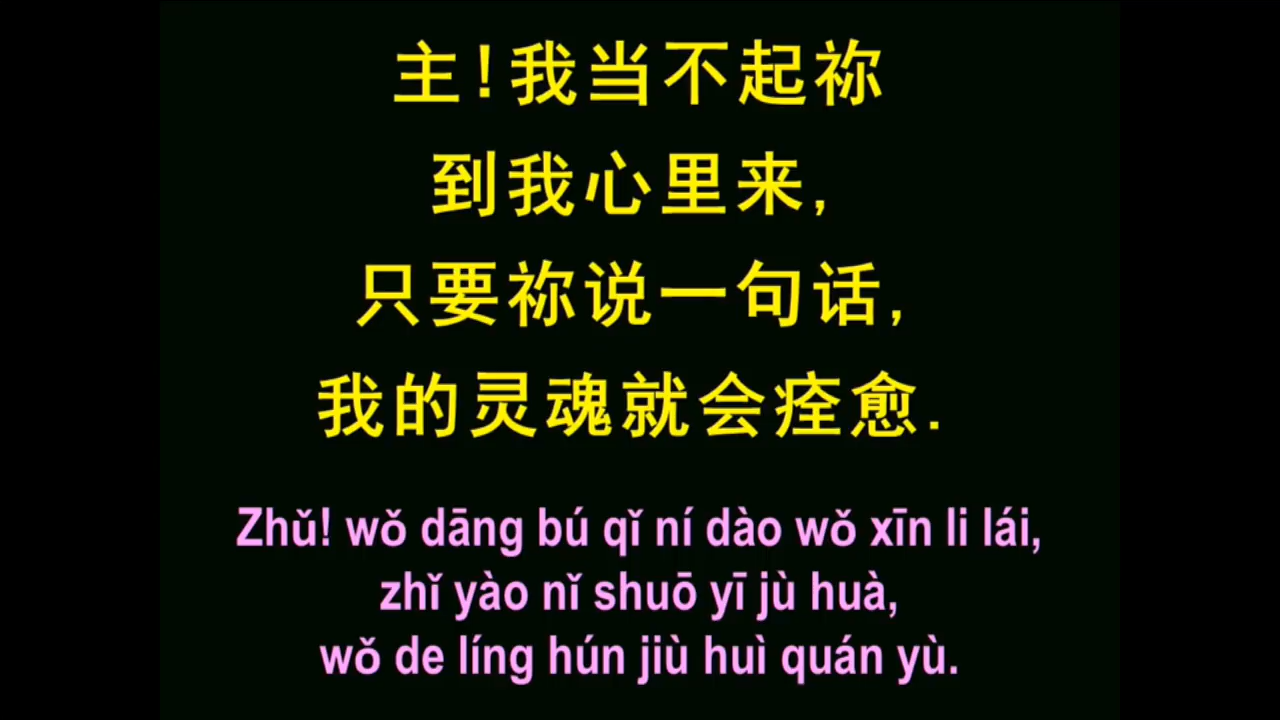 主!我当不起祢
到我心里来,
只要祢说一句话,
我的灵魂就会痊愈.
Zhǔ! wǒ dāng bú qǐ ní dào wǒ xīn li lái,
zhǐ yào nǐ shuō yī jù huà,
wǒ de líng hún jiù huì quán yù.